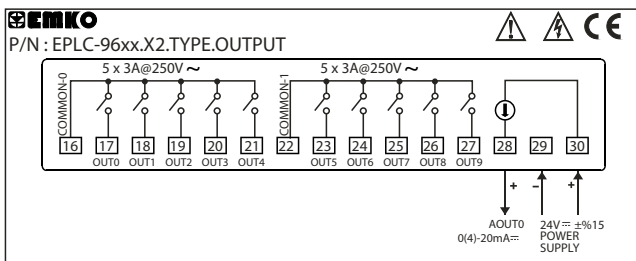 EMKO
CE
P/N : EPLC-96xx.X2.TYPE.OUTPUT
5 x 3A@250V ~ 5 x 3A@250V ~
COMMON-0
COMMON-1
16 17 18 19 20 21 22 23 24 25 26 27 28 29 30
OUT0 OUT1 OUT2 OUT3 OUT4 OUT5 OUT6 OUT7 OUT8 OUT9
+ − +
AOUT0
0(4)-20mA⎓
24V⎓ ±%15
POWER
SUPPLY